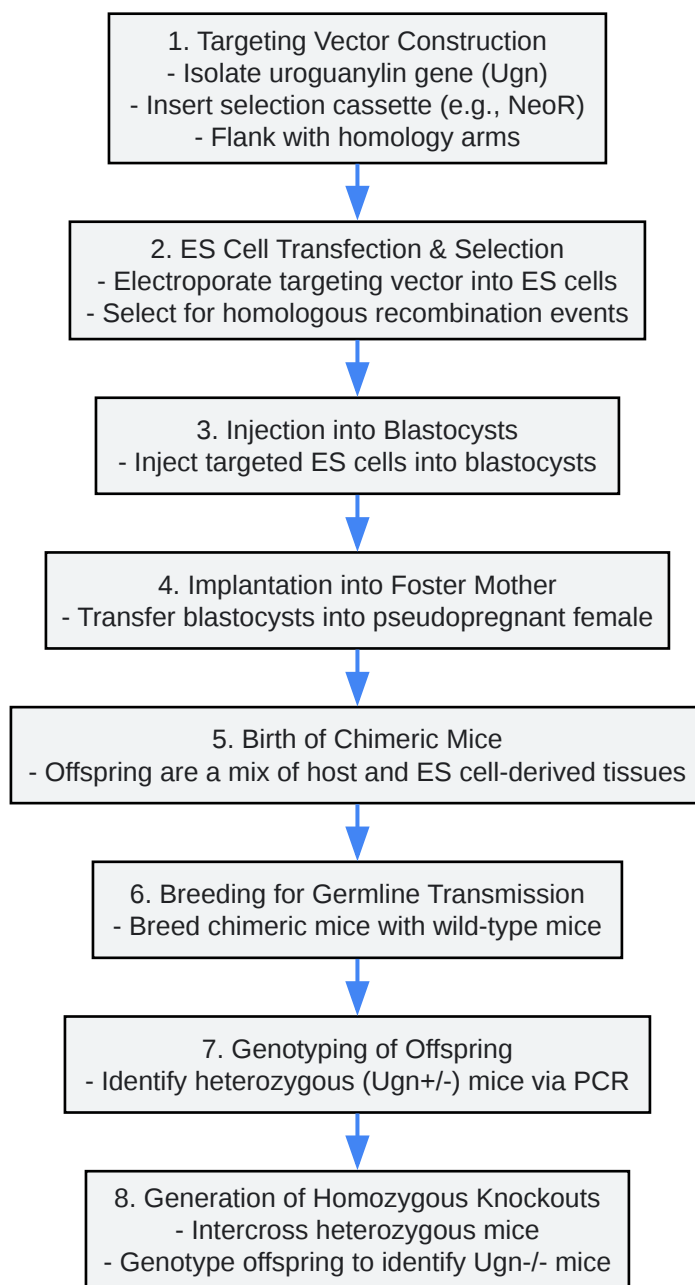 1. Targeting Vector Construction
- Isolate uroguanylin gene (Ugn)
- Insert selection cassette (e.g., NeoR)
- Flank with homology arms
2. ES Cell Transfection & Selection
- Electroporate targeting vector into ES cells
- Select for homologous recombination events
3. Injection into Blastocysts
- Inject targeted ES cells into blastocysts
4. Implantation into Foster Mother
- Transfer blastocysts into pseudopregnant female
5. Birth of Chimeric Mice
- Offspring are a mix of host and ES cell-derived tissues
6. Breeding for Germline Transmission
- Breed chimeric mice with wild-type mice
7. Genotyping of Offspring
- Identify heterozygous (Ugn+/-) mice via PCR
8. Generation of Homozygous Knockouts
- Intercross heterozygous mice
- Genotype offspring to identify Ugn-/- mice